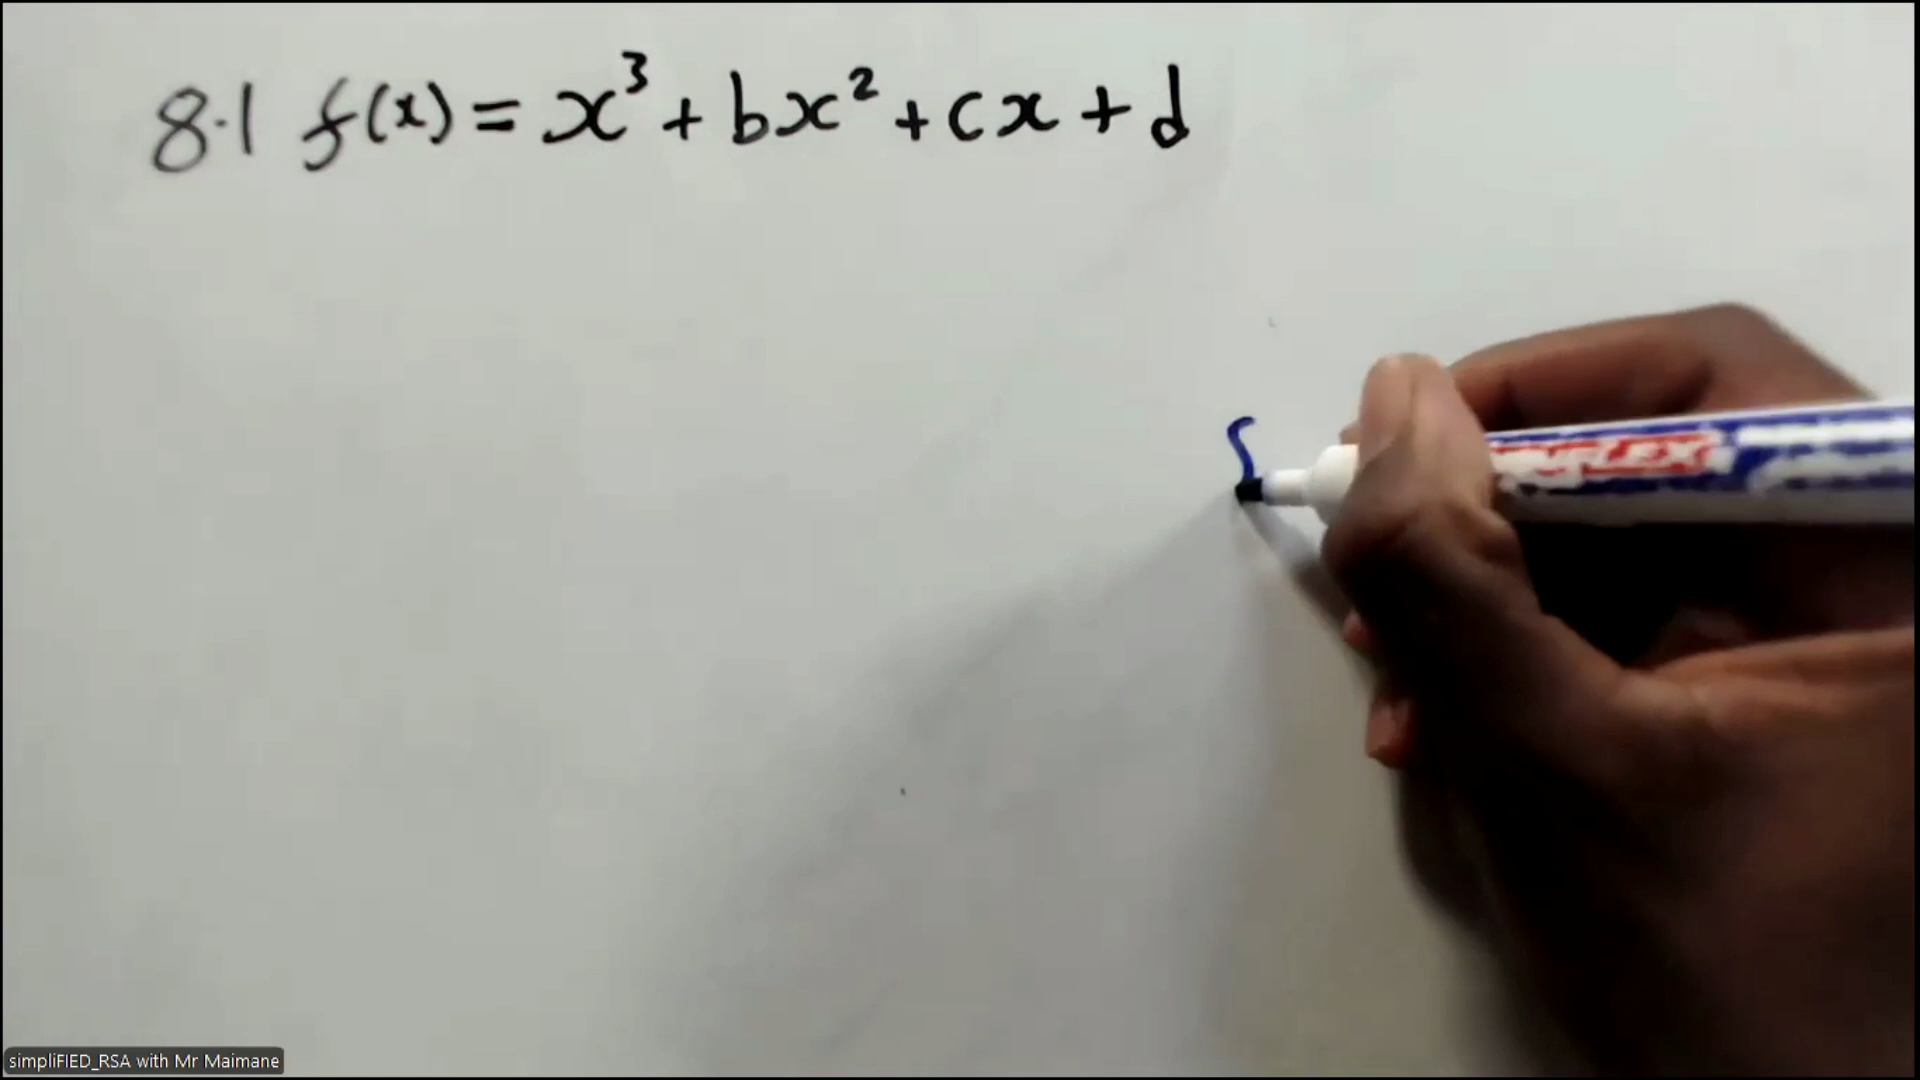 8.1 f(x) = x³ + bx² + cx + d
simpliFIED_RSA with Mr Maimane